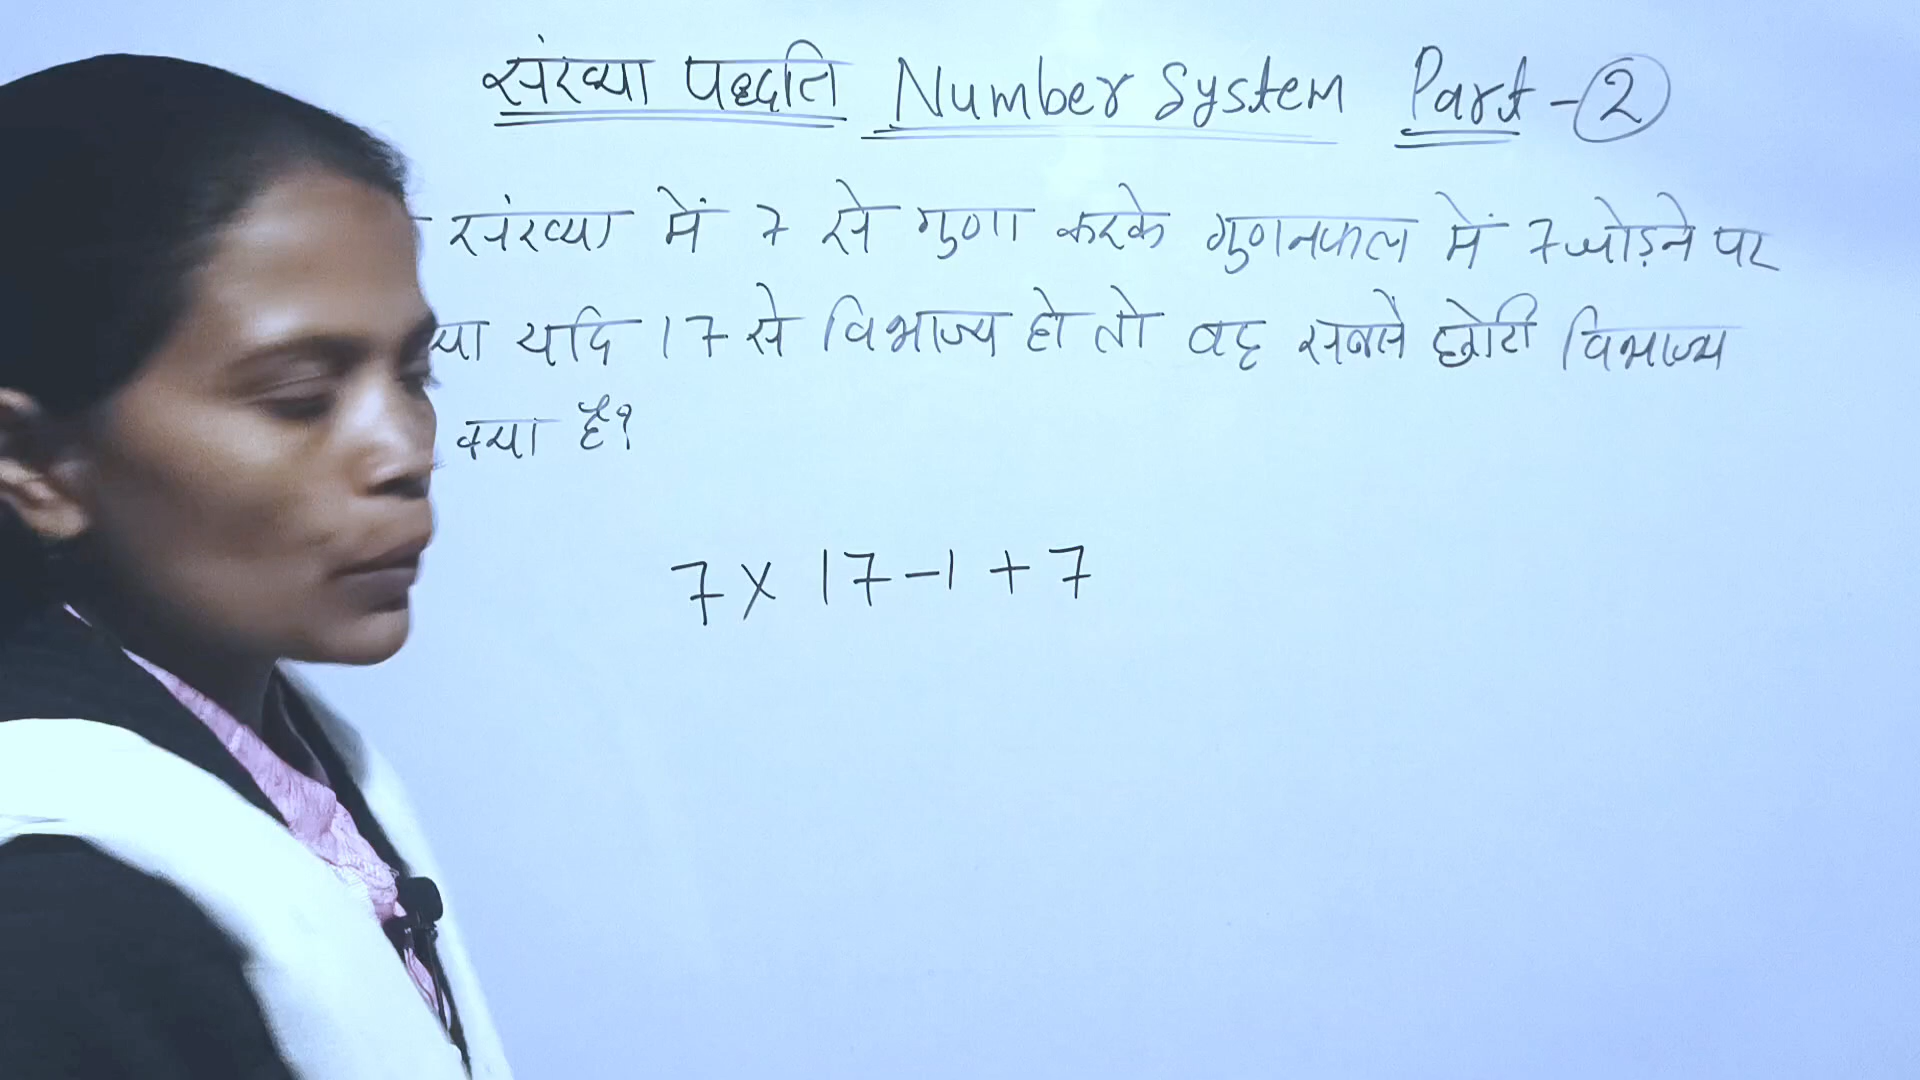 संख्या पद्धति Number System Part-②
संख्या में 7 से गुणा करके गुणनफल में 7 जोड़ने पर
या यदि 17 से विभाज्य हो तो वह सबसे छोटी विभाज्य
क्या है?
7 × 17 - 1 + 7